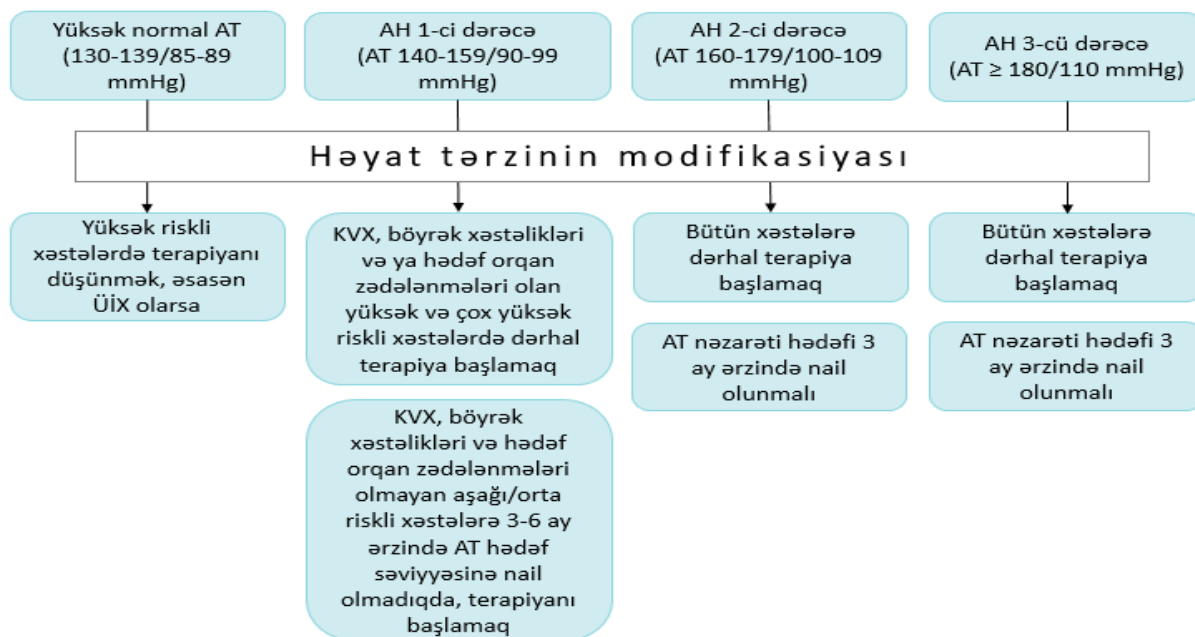 Yüksək normal AT
(130-139/85-89
mmHg)
AH 1-ci dərəcə
(AT 140-159/90-99
mmHg)
AH 2-ci dərəcə
(AT 160-179/100-109
mmHg)
AH 3-cü dərəcə
(AT ≥ 180/110 mmHg)
Həyat tərzinin modifikasiyası
Yüksək riskli
xəstələrdə terapiyanı
düşünmək, əsasən
ÜİX olarsa
KVX, böyrək xəstəlikləri
və ya hədəf orqan
zədələnmələri olan
yüksək və çox yüksək
riskli xəstələrdə dərhal
terapiya başlamaq
KVX, böyrək
xəstəlikləri və hədəf
orqan zədələnmələri
olmayan aşağı/orta
riskli xəstələrə 3-6 ay
ərzində AT hədəf
səviyyəsinə nail
olmadıqda, terapiyanı
başlamaq
Bütün xəstələrə
dərhal terapiya
başlamaq
AT nəzarəti hədəfi 3
ay ərzində nail
olunmalı
Bütün xəstələrə
dərhal terapiya
başlamaq
AT nəzarəti hədəfi 3
ay ərzində nail
olunmalı